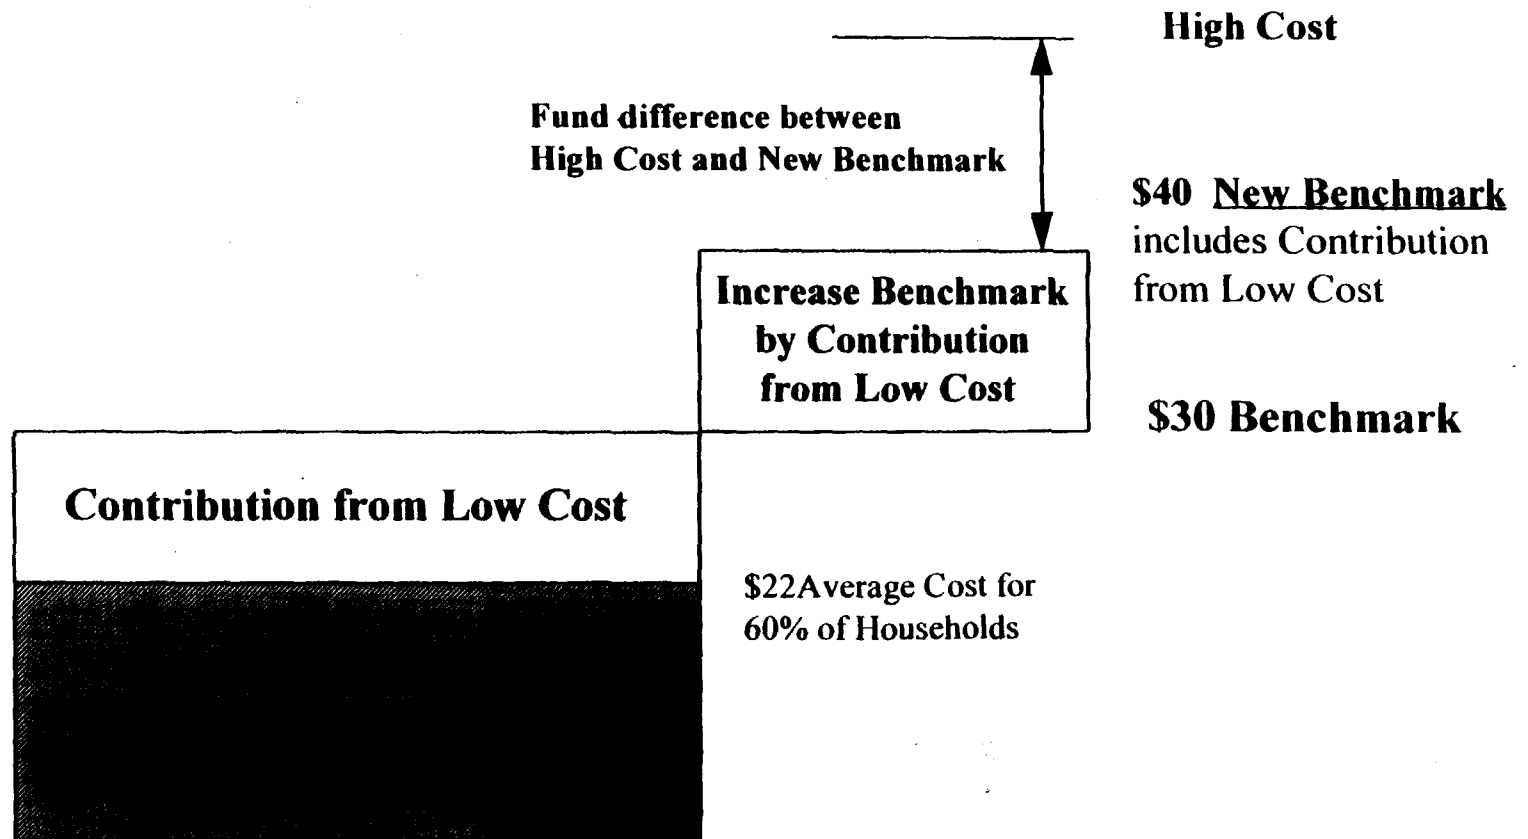 High Cost
Fund difference between
High Cost and New Benchmark
$40 New Benchmark
includes Contribution
from Low Cost
Increase Benchmark
by Contribution
from Low Cost
$30 Benchmark
Contribution from Low Cost
$22Average Cost for
60% of Households